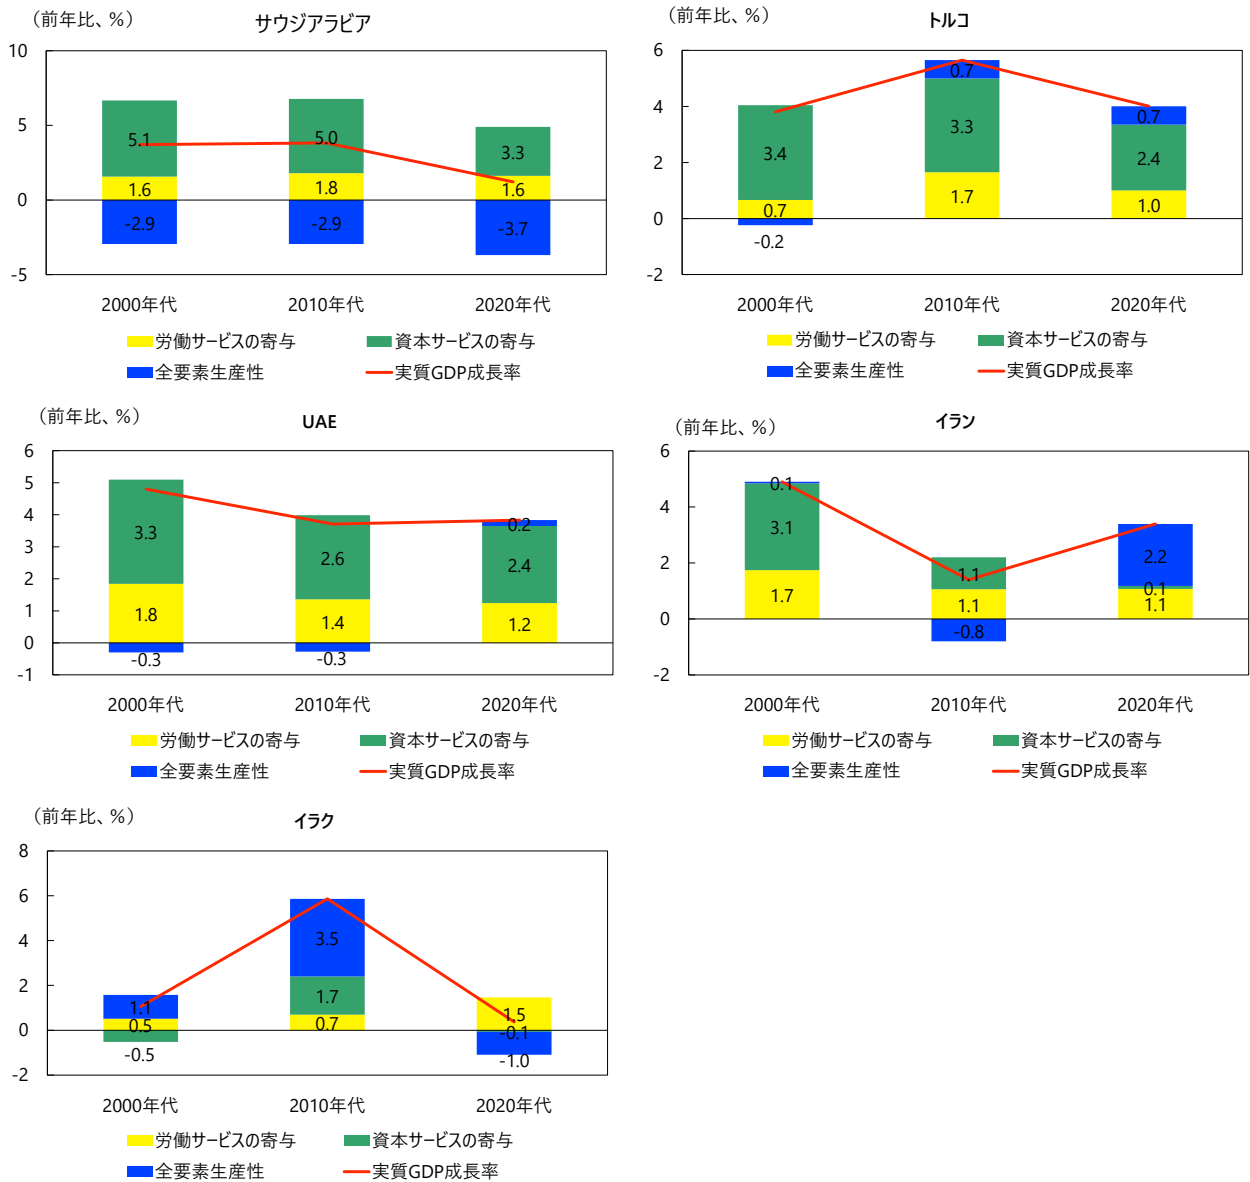 (前年比、%)
サウジアラビア
10
5
0
-5
5.1
5.0
3.3
1.6
1.8
1.6
-2.9
-2.9
-3.7
2000年代
2010年代
2020年代
労働サービスの寄与
資本サービスの寄与
全要素生産性
実質GDP成長率
(前年比、%)
トルコ
6
4
2
0
-2
0.7
0.7
3.4
3.3
2.4
0.7
1.7
1.0
-0.2
2000年代
2010年代
2020年代
労働サービスの寄与
資本サービスの寄与
全要素生産性
実質GDP成長率
(前年比、%)
UAE
6
5
4
3
2
1
0
-1
0.2
3.3
2.6
2.4
1.8
1.4
1.2
-0.3
-0.3
2000年代
2010年代
2020年代
労働サービスの寄与
資本サービスの寄与
全要素生産性
実質GDP成長率
(前年比、%)
イラン
6
4
2
0
-2
0.1
3.1
1.1
2.2
0.1
1.7
1.1
1.1
-0.8
2000年代
2010年代
2020年代
労働サービスの寄与
資本サービスの寄与
全要素生産性
実質GDP成長率
(前年比、%)
イラク
8
6
4
2
0
-2
1.1
3.5
1.7
0.5
0.7
1.5
-0.1
-0.5
-1.0
2000年代
2010年代
2020年代
労働サービスの寄与
資本サービスの寄与
全要素生産性
実質GDP成長率